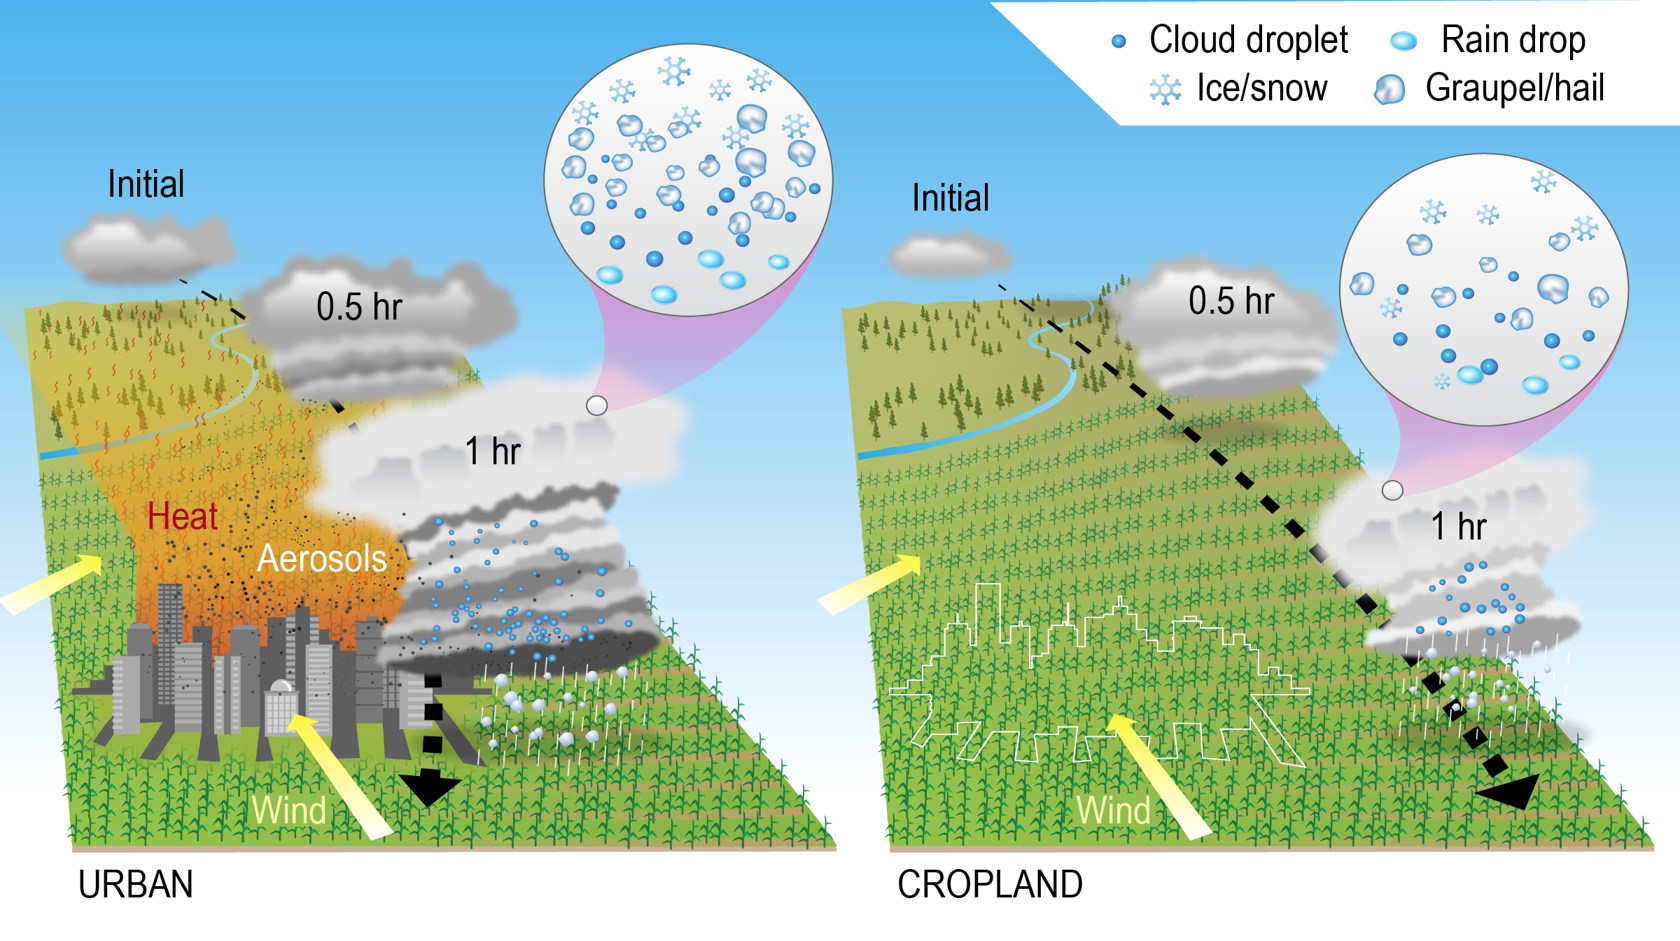 Cloud droplet
Rain drop
Ice/snow
Graupel/hail
Initial
0.5 hr
1 hr
Heat
Aerosols
Wind
URBAN
Initial
0.5 hr
1 hr
Wind
CROPLAND